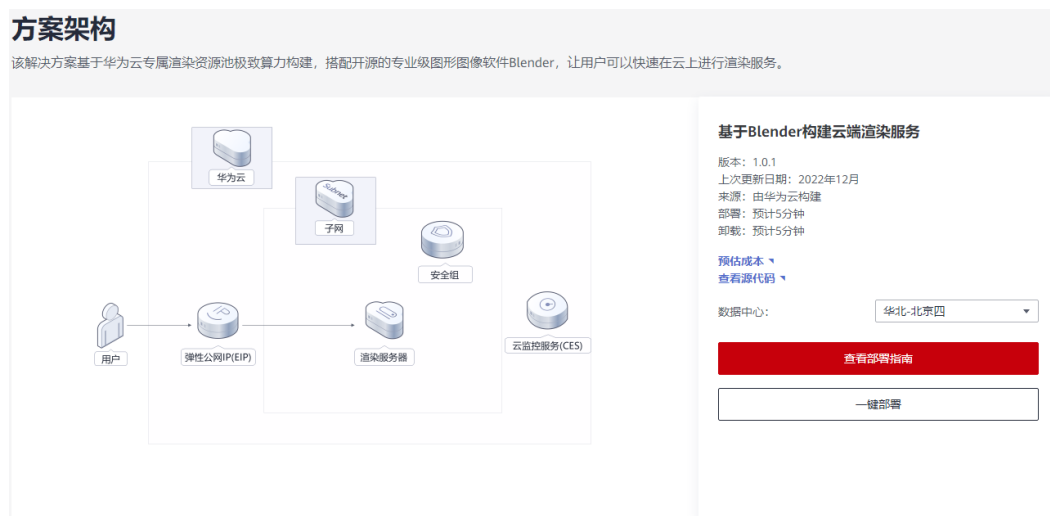 方案架构
该解决方案基于华为云专属渲染资源池极致算力构建，搭配开源的专业级图形图像软件Blender，让用户可以快速在云上进行渲染服务。
华为云
Subnet
子网
安全组
用户
IP
弹性公网IP(EIP)
渲染服务器
云监控服务(CES)
基于Blender构建云端渲染服务
版本：1.0.1
上次更新日期：2022年12月
来源：由华为云构建
部署：预计5分钟
卸载：预计5分钟
预估成本
查看源代码
数据中心：
华北-北京四
查看部署指南
一键部署